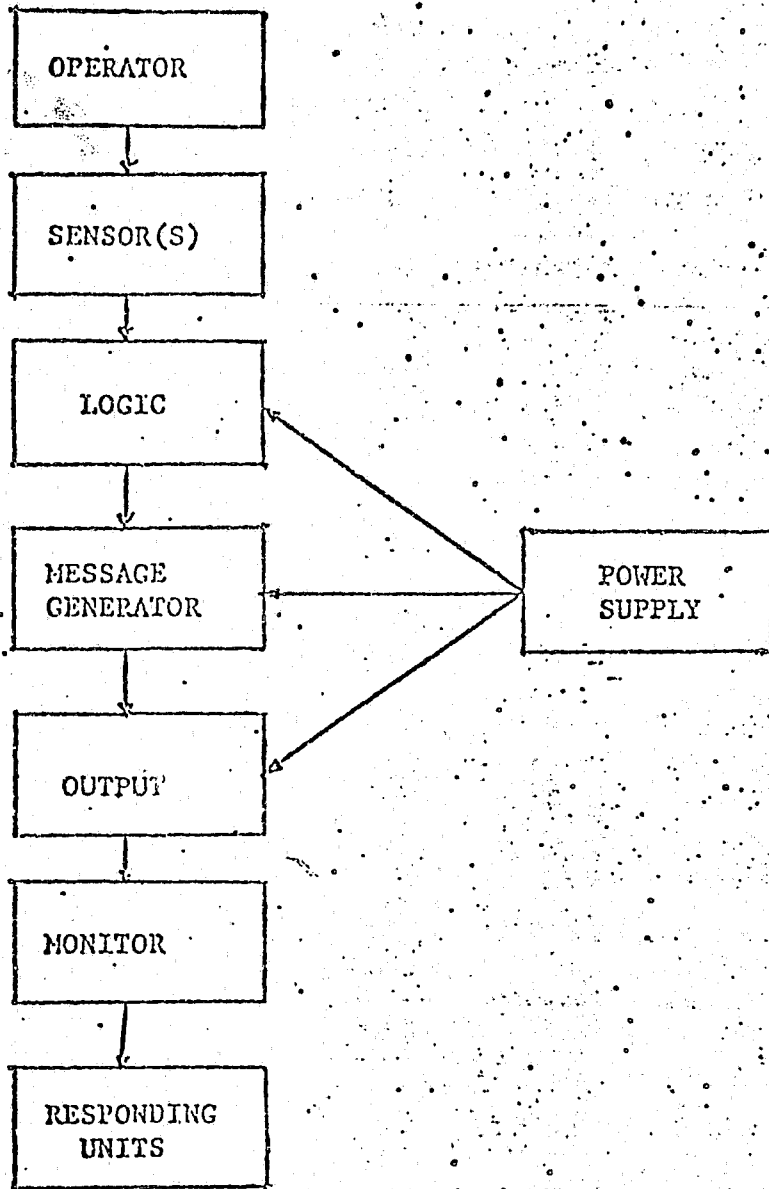 OPERATOR
SENSOR(S)
LOGIC
MESSAGE
GENERATOR
POWER
SUPPLY
OUTPUT
MONITOR
RESPONDING
UNITS